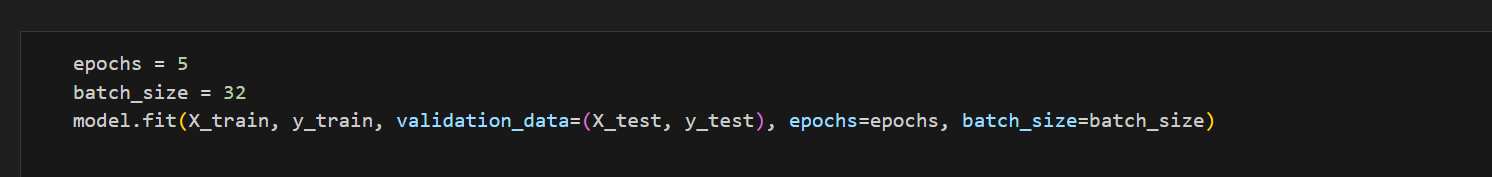 epochs = 5
batch_size = 32
model.fit(X_train, y_train, validation_data=(X_test, y_test), epochs=epochs, batch_size=batch_size)